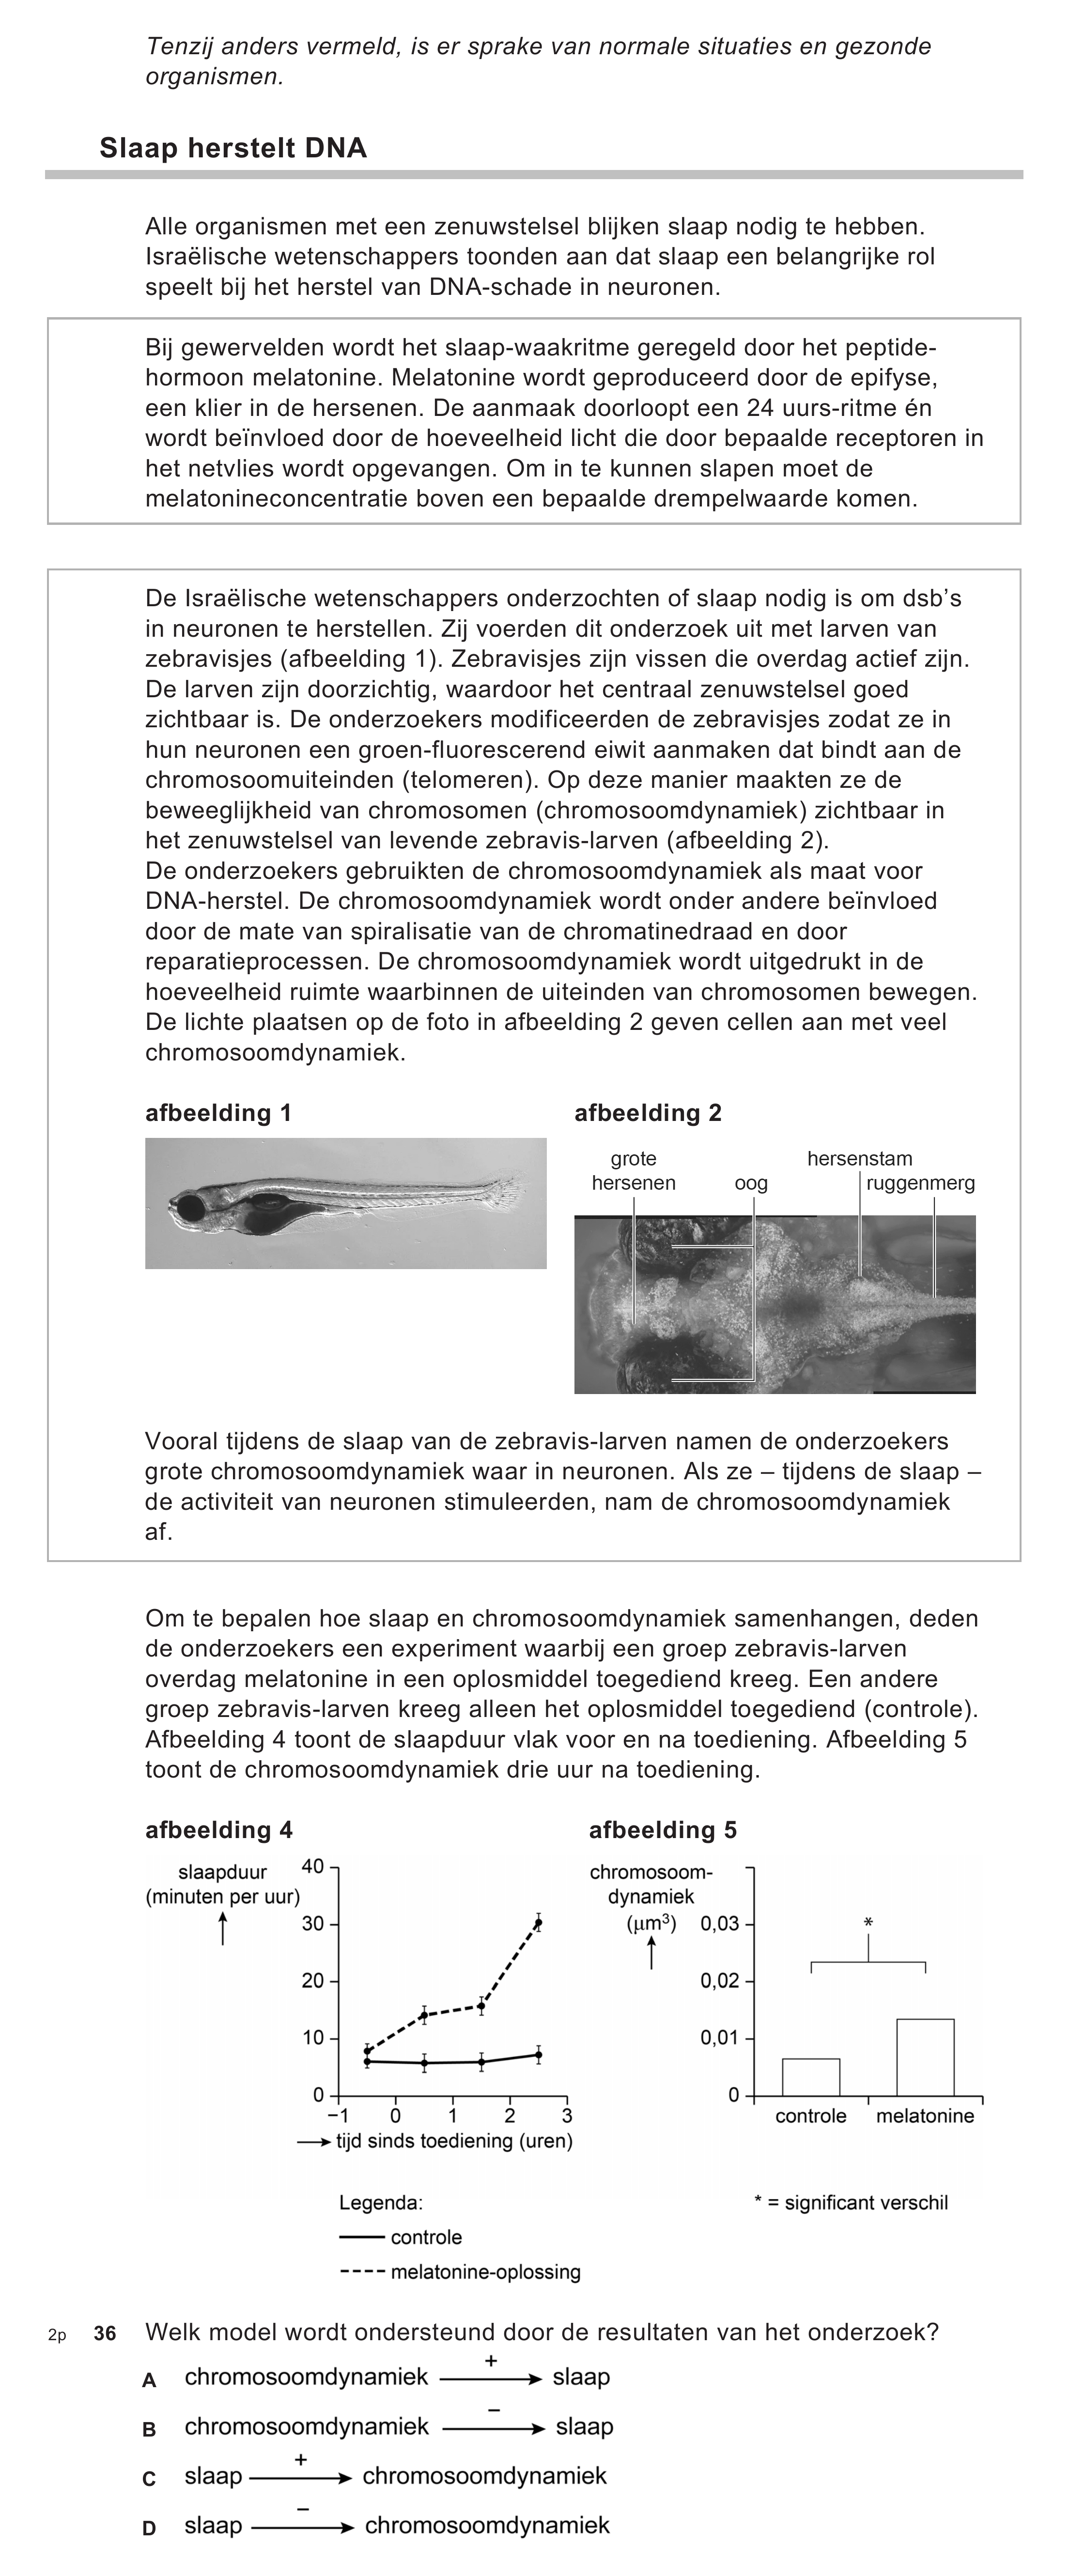 Tenzij anders vermeld, is er sprake van normale situaties en gezonde
organismen.
Slaap herstelt DNA
Alle organismen met een zenuwstelsel blijken slaap nodig te hebben.
Israëlische wetenschappers toonden aan dat slaap een belangrijke rol
speelt bij het herstel van DNA-schade in neuronen.
Bij gewervelden wordt het slaap-waakritme geregeld door het peptide-
hormoon melatonine. Melatonine wordt geproduceerd door de epifyse,
een klier in de hersenen. De aanmaak doorloopt een 24 uurs-ritme én
wordt beïnvloed door de hoeveelheid licht die door bepaalde receptoren in
het netvlies wordt opgevangen. Om in te kunnen slapen moet de
melatonineconcentratie boven een bepaalde drempelwaarde komen.
De Israëlische wetenschappers onderzochten of slaap nodig is om dsb's
in neuronen te herstellen. Zij voerden dit onderzoek uit met larven van
zebravisjes (afbeelding 1). Zebravisjes zijn vissen die overdag actief zijn.
De larven zijn doorzichtig, waardoor het centraal zenuwstelsel goed
zichtbaar is. De onderzoekers modificeerden de zebravisjes zodat ze in
hun neuronen een groen-fluorescerend eiwit aanmaken dat bindt aan de
chromosoomuiteinden (telomeren). Op deze manier maakten ze de
beweeglijkheid van chromosomen (chromosoomdynamiek) zichtbaar in
het zenuwstelsel van levende zebravis-larven (afbeelding 2).
De onderzoekers gebruikten de chromosoomdynamiek als maat voor
DNA-herstel. De chromosoomdynamiek wordt onder andere beïnvloed
door de mate van spiralisatie van de chromatinedraad en door
reparatieprocessen. De chromosoomdynamiek wordt uitgedrukt in de
hoeveelheid ruimte waarbinnen de uiteinden van chromosomen bewegen.
De lichte plaatsen op de foto in afbeelding 2 geven cellen aan met veel
chromosoomdynamiek.
afbeelding 1
afbeelding 2
grote
hersenen
oog
hersenstam
ruggenmerg
Vooral tijdens de slaap van de zebravis-larven namen de onderzoekers
grote chromosoomdynamiek waar in neuronen. Als ze – tijdens de slaap –
de activiteit van neuronen stimuleerden, nam de chromosoomdynamiek
af.
Om te bepalen hoe slaap en chromosoomdynamiek samenhangen, deden
de onderzoekers een experiment waarbij een groep zebravis-larven
overdag melatonine in een oplosmiddel toegediend kreeg. Een andere
groep zebravis-larven kreeg alleen het oplosmiddel toegediend (controle).
Afbeelding 4 toont de slaapduur vlak voor en na toediening. Afbeelding 5
toont de chromosoomdynamiek drie uur na toediening.
afbeelding 4
slaapduur
(minuten per uur)
40
30
20
10
0
−1 0 1 2 3
tijd sinds toediening (uren)
Legenda:
controle
melatonine-oplossing
afbeelding 5
chromosoom-
dynamiek
(μm³)
0,03
0,02
0,01
0
*
controle melatonine
* = significant verschil
2p 36 Welk model wordt ondersteund door de resultaten van het onderzoek?
A chromosoomdynamiek + slaap
B chromosoomdynamiek − slaap
C slaap + chromosoomdynamiek
D slaap − chromosoomdynamiek